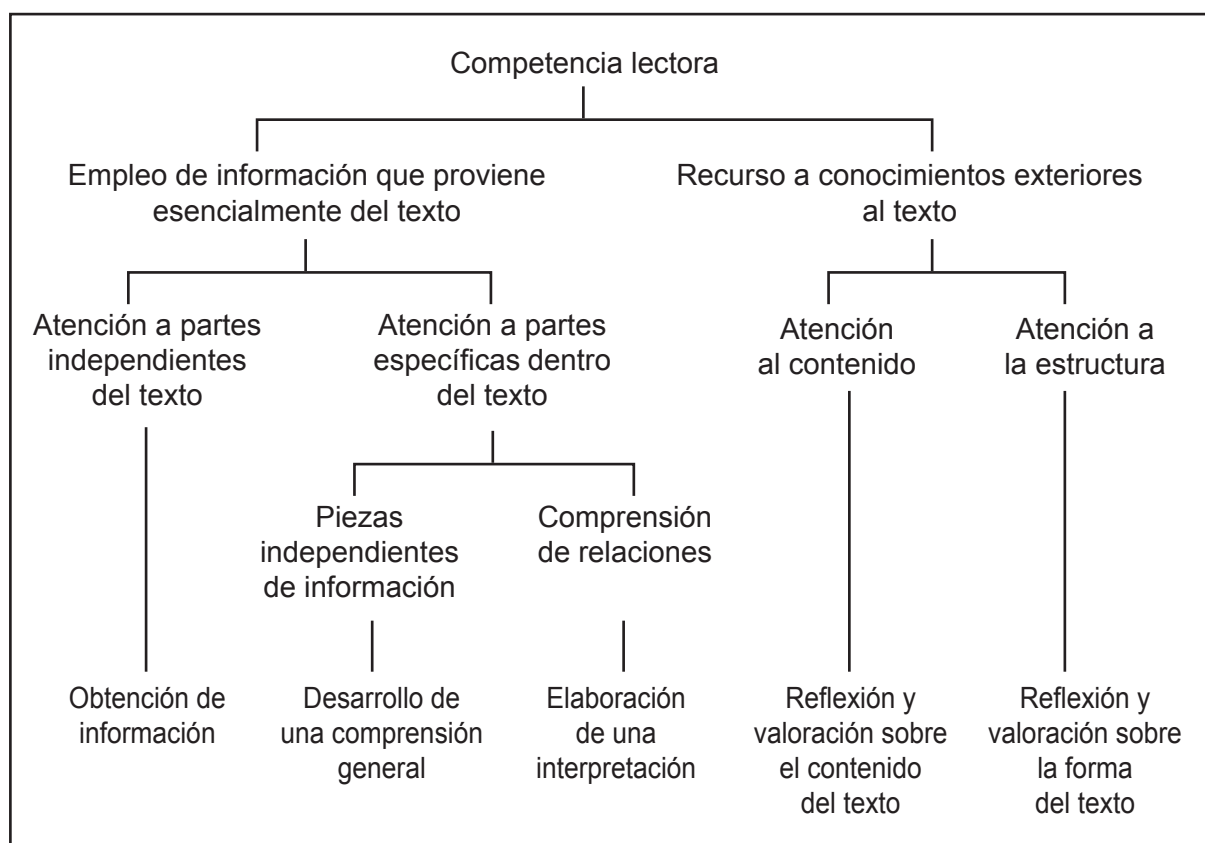 Competencia lectora
Empleo de información que proviene
esencialmente del texto
Recurso a conocimientos exteriores
al texto
Atención a partes
independientes
del texto
Atención a partes
específicas dentro
del texto
Atención
al contenido
Atención a
la estructura
Piezas
independientes
de información
Comprensión
de relaciones
Obtención de
información
Desarrollo de
una comprensión
general
Elaboración
de una
interpretación
Reflexión y
valoración sobre
el contenido
del texto
Reflexión y
valoración sobre
la forma
del texto